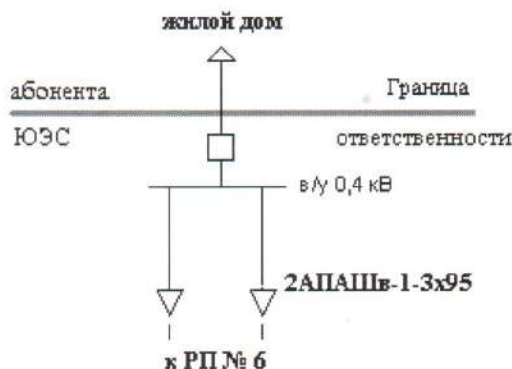 жилой дом
абонента Граница
ЮЭС ответственности
в/у 0,4 кВ
2АПАШв-1-3х95
к РП № 6